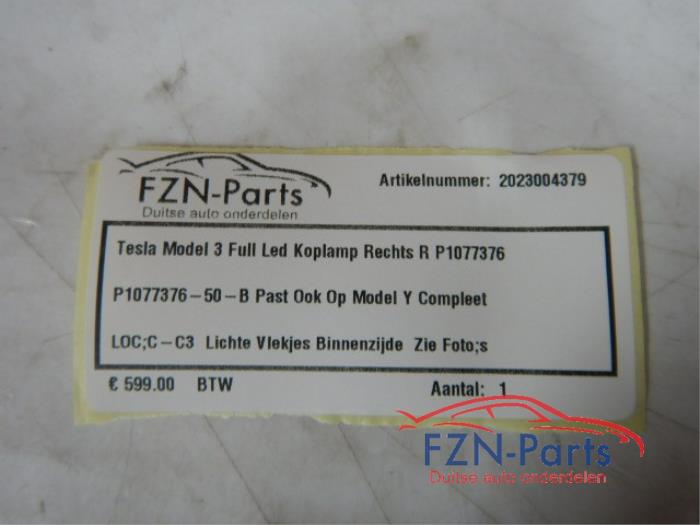 FZN-Parts
Duitse auto onderdelen
Artikelnummer: 2023004379
Tesla Model 3 Full Led Koplamp Rechts R P1077376
P1077376-50-B Past Ook Op Model Y Compleet
LOC;C-C3 Lichte Vlekjes Binnenzijde Zie Foto;s
€ 599.00 BTW Aantal: 1
FZN-Parts
Duitse auto onderdelen